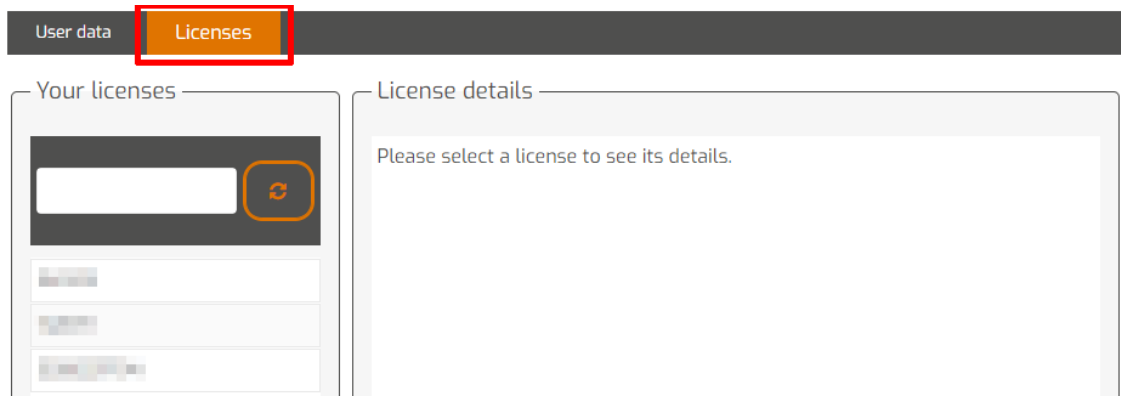 User data
Licenses
Your licenses
License details
Please select a license to see its details.